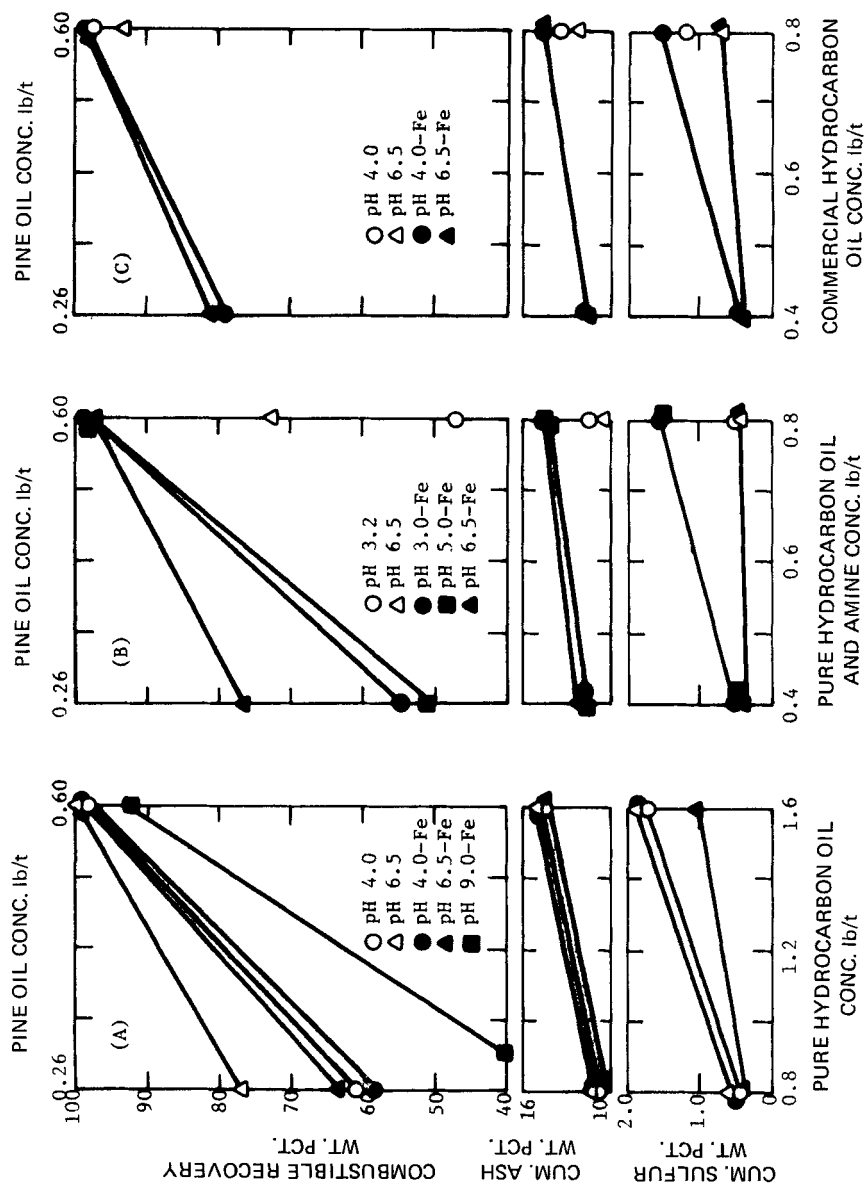 PINE OIL CONC. lb/t
0.26
0.60
(A)
100
90
80
70
60
50
40
COMBUSTIBLE RECOVERY
WT. PCT.
pH 4.0
pH 6.5
pH 4.0-Fe
pH 6.5-Fe
pH 9.0-Fe
16
10
CUM. ASH
WT. PCT.
2.0
1.0
0
CUM. SULFUR
WT. PCT.
0.8
1.2
1.6
PURE HYDROCARBON OIL
CONC. lb/t
PINE OIL CONC. lb/t
0.26
0.60
(B)
pH 3.2
pH 6.5
pH 3.0-Fe
pH 5.0-Fe
pH 6.5-Fe
0.4
0.6
0.8
PURE HYDROCARBON OIL
AND AMINE CONC. lb/t
PINE OIL CONC. lb/t
0.26
0.60
(C)
pH 4.0
pH 6.5
pH 4.0-Fe
pH 6.5-Fe
0.4
0.6
0.8
COMMERCIAL HYDROCARBON
OIL CONC. lb/t